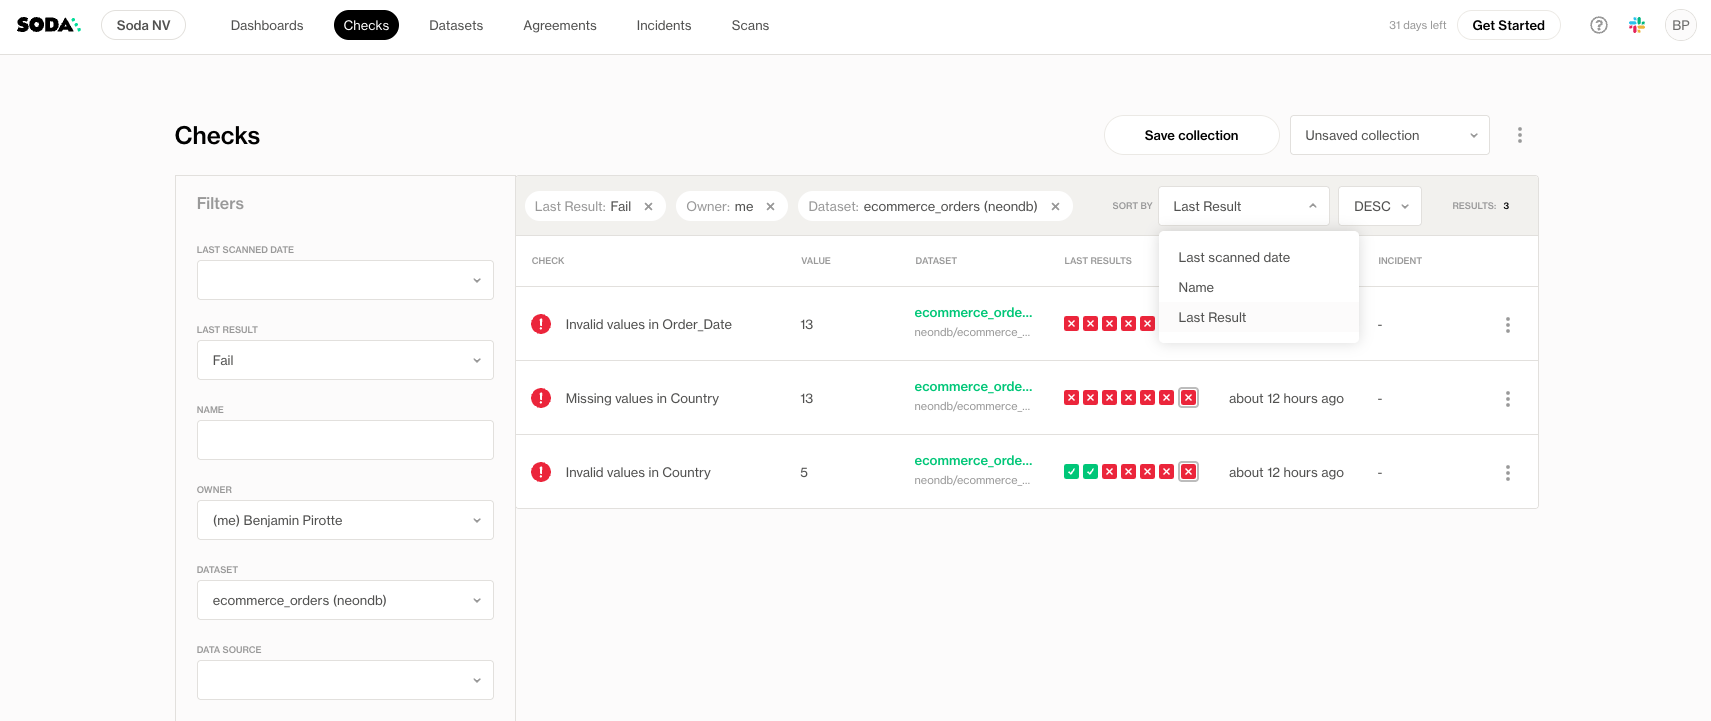 SODA Soda NV Dashboards Checks Datasets Agreements Incidents Scans 31 days left Get Started BP
Checks Save collection Unsaved collection
Filters
LAST SCANNED DATE
LAST RESULT
Fail
NAME
OWNER
(me) Benjamin Pirotte
DATASET
ecommerce_orders (neondb)
DATA SOURCE
Last Result: Fail Owner: me Dataset: ecommerce_orders (neondb) SORT BY Last Result DESC RESULTS: 3
Last scanned date
Name
Last Result
CHECK VALUE DATASET LAST RESULTS INCIDENT
Invalid values in Order_Date 13 ecommerce_orde... -
neondb/ecommerce_...
Missing values in Country 13 ecommerce_orde... about 12 hours ago -
neondb/ecommerce_...
Invalid values in Country 5 ecommerce_orde... about 12 hours ago -
neondb/ecommerce_...